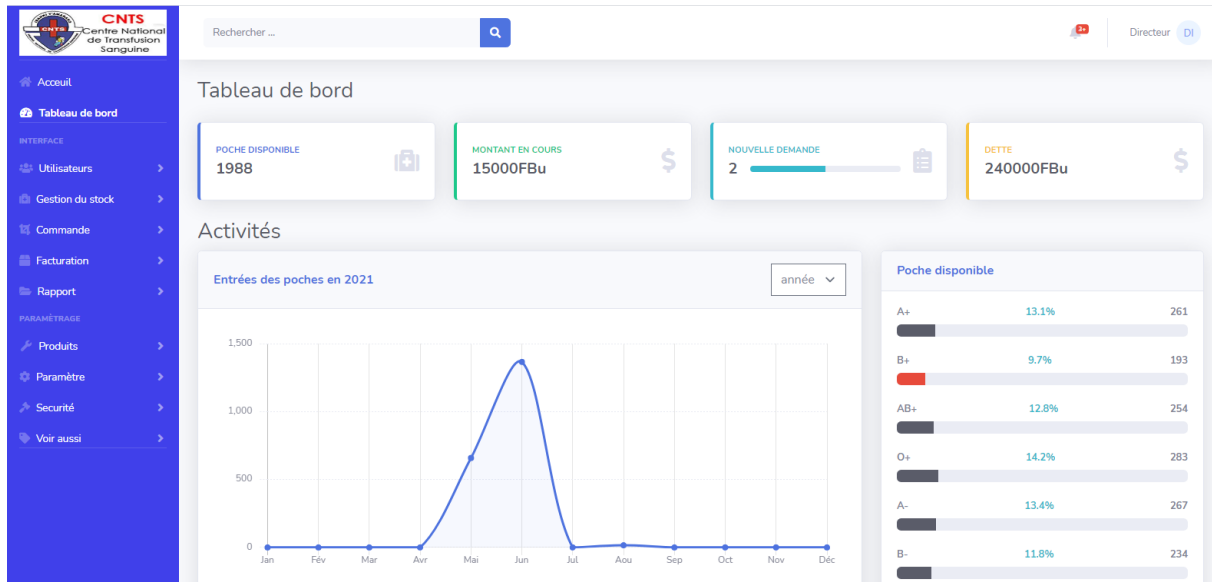 CNTS
Centre National
de Transfusion
Sanguine
CNTS
Rechercher ...
3+
Directeur
DI
Acceuil
Tableau de bord
INTERFACE
Utilisateurs
Gestion du stock
Commande
Facturation
Rapport
PARAMÈTRAGE
Produits
Paramètre
Securité
Voir aussi
Tableau de bord
POCHE DISPONIBLE
1988
MONTANT EN COURS
15000FBu
NOUVELLE DEMANDE
2
DETTE
240000FBu
Activités
Entrées des poches en 2021
année
1,500
1,000
500
0
Jan Fév Mar Avr Mai Jun Jul Aou Sep Oct Nov Déc
Poche disponible
A+ 13.1% 261
B+ 9.7% 193
AB+ 12.8% 254
O+ 14.2% 283
A- 13.4% 267
B- 11.8% 234